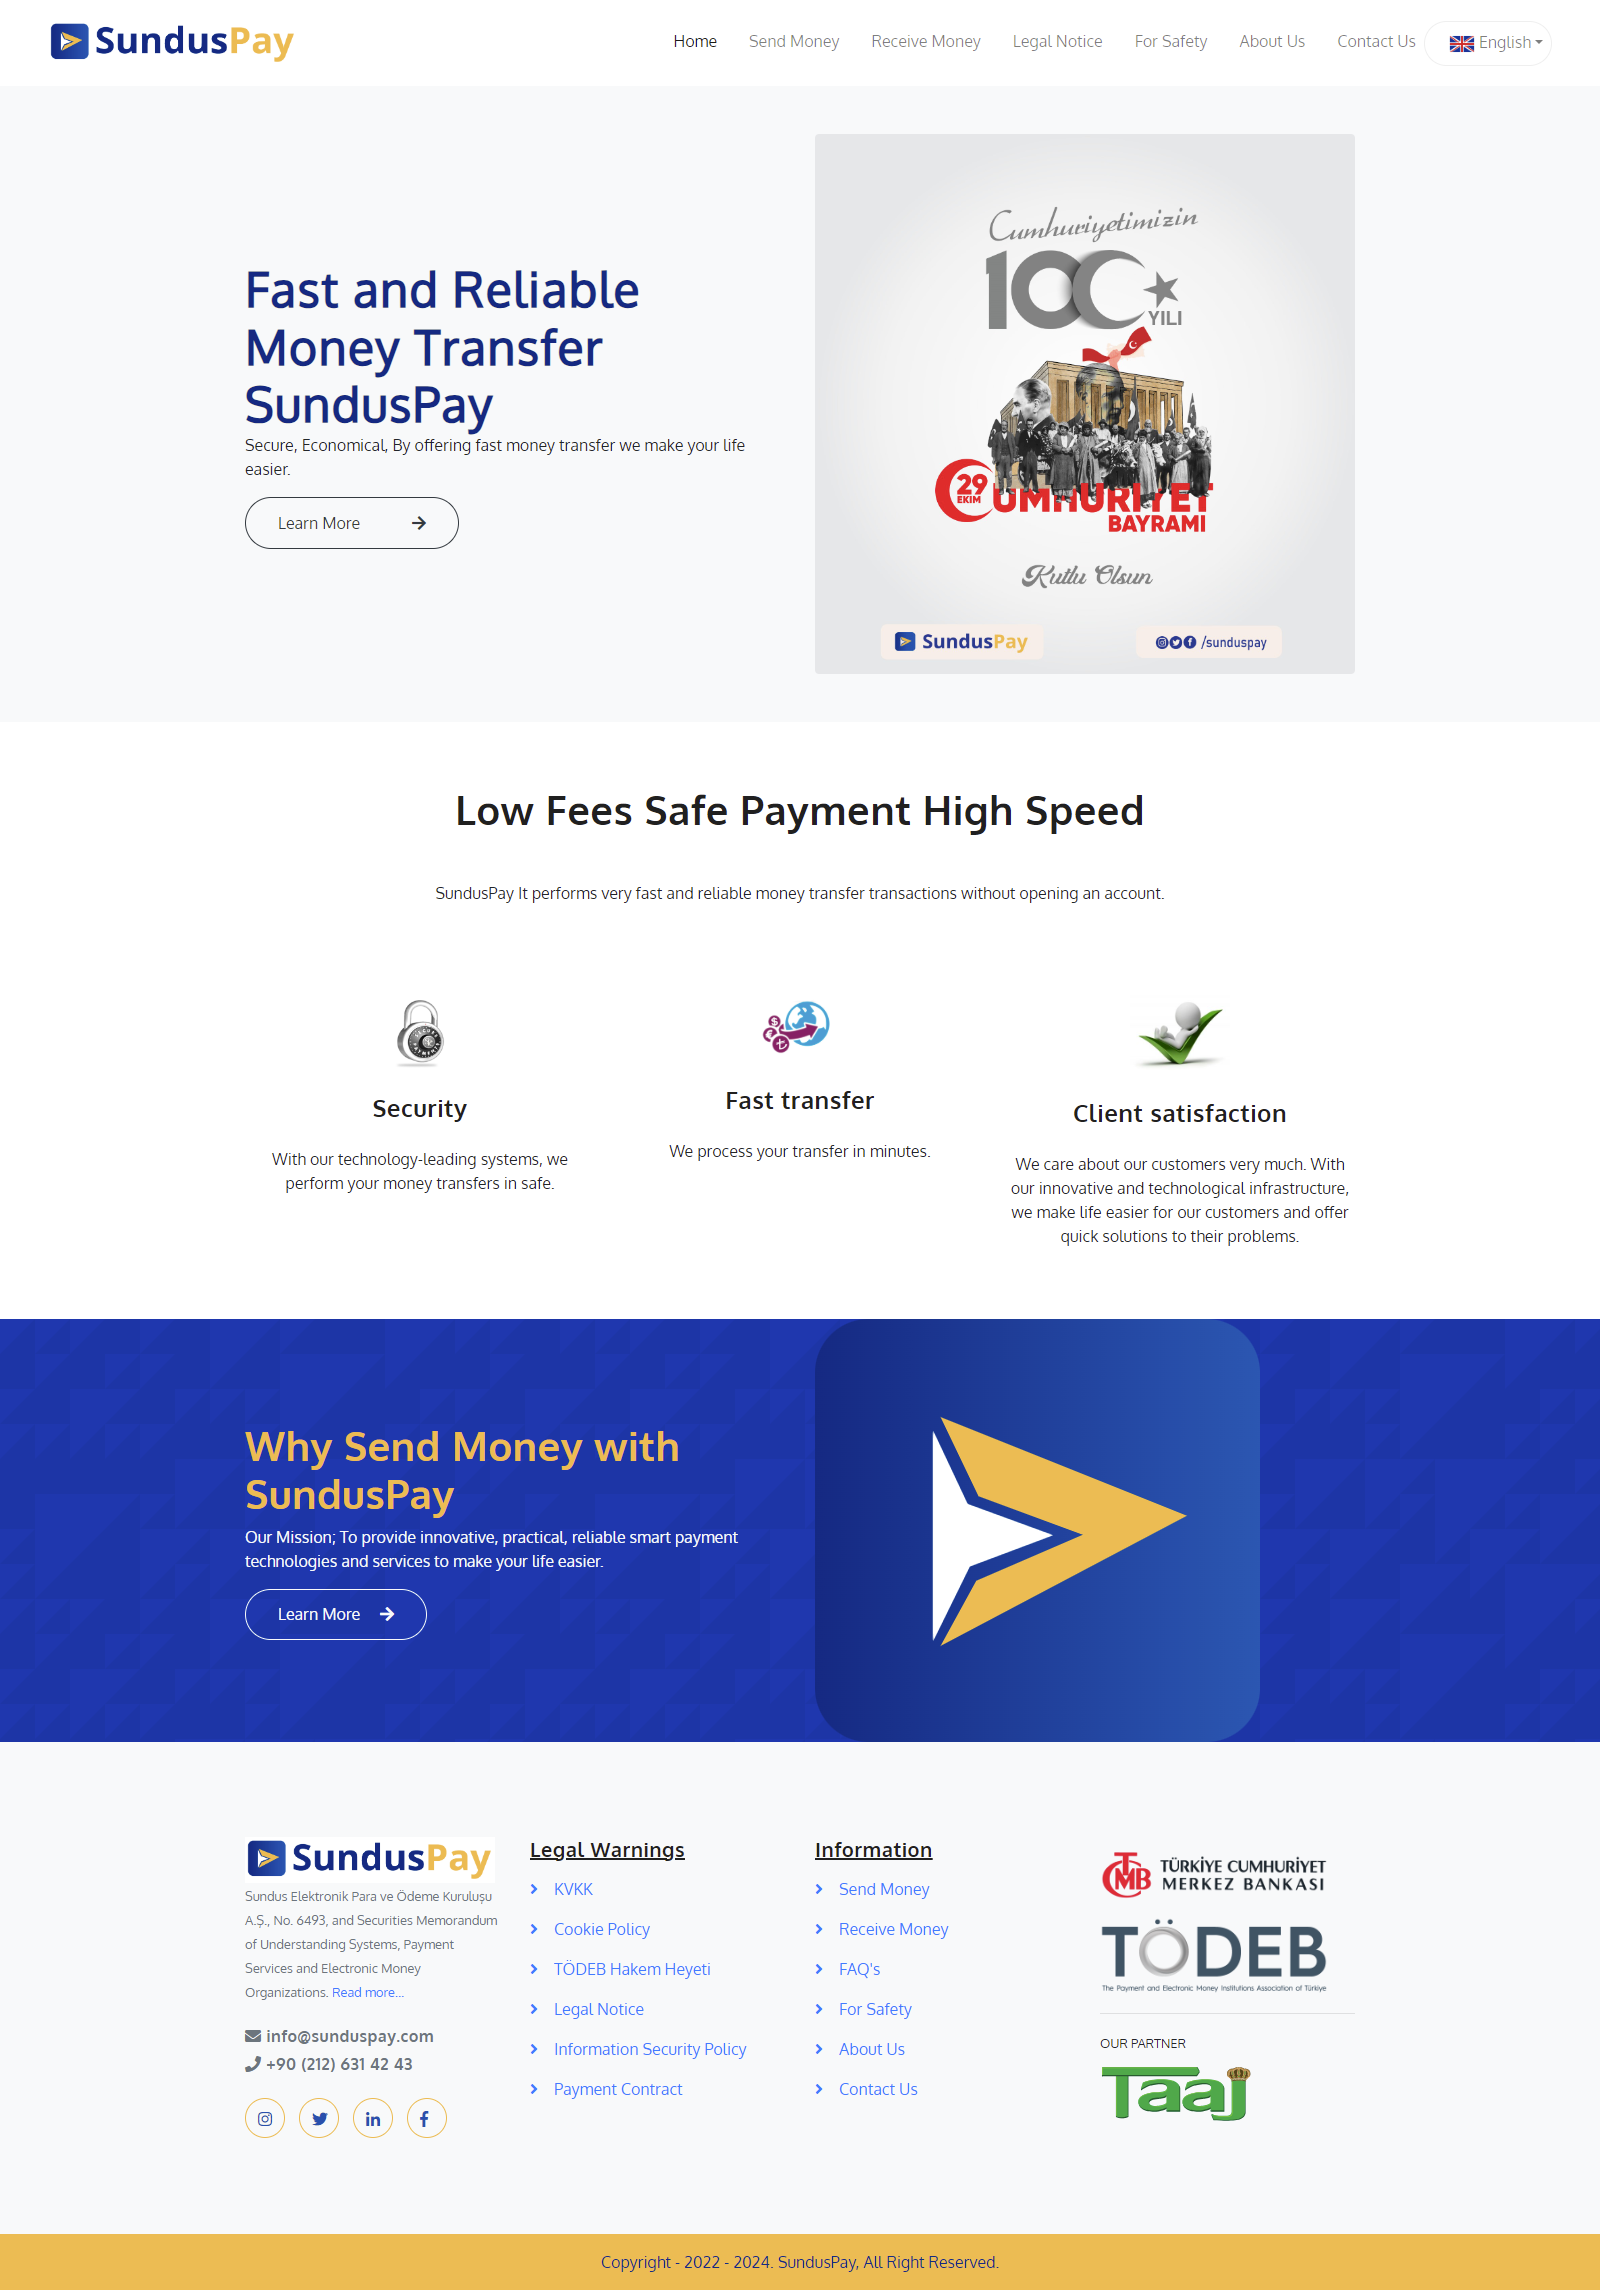 SundusPay
Home
Send Money
Receive Money
Legal Notice
For Safety
About Us
Contact Us
English
Fast and Reliable
Money Transfer
SundusPay
Secure, Economical, By offering fast money transfer we make your life
easier.
Learn More
Cumhuriyetimizin
100
YILI
29
EKİM
CUMHURİYET
BAYRAMI
Kutlu Olsun
SundusPay
/sunduspay
Low Fees Safe Payment High Speed
SundusPay It performs very fast and reliable money transfer transactions without opening an account.
Security
With our technology-leading systems, we
perform your money transfers in safe.
Fast transfer
We process your transfer in minutes.
Client satisfaction
We care about our customers very much. With
our innovative and technological infrastructure,
we make life easier for our customers and offer
quick solutions to their problems.
Why Send Money with
SundusPay
Our Mission; To provide innovative, practical, reliable smart payment
technologies and services to make your life easier.
Learn More
SundusPay
Sundus Elektronik Para ve Ödeme Kuruluşu
A.Ş., No. 6493, and Securities Memorandum
of Understanding Systems, Payment
Services and Electronic Money
Organizations. Read more...
info@sunduspay.com
+90 (212) 631 42 43
Legal Warnings
KVKK
Cookie Policy
TÖDEB Hakem Heyeti
Legal Notice
Information Security Policy
Payment Contract
Information
Send Money
Receive Money
FAQ's
For Safety
About Us
Contact Us
TCMB
TÜRKİYE CUMHURİYET
MERKEZ BANKASI
TÖDEB
The Payment and Electronic Money Institutions Association of Türkiye
OUR PARTNER
Taaj
Copyright - 2022 - 2024. SundusPay, All Right Reserved.